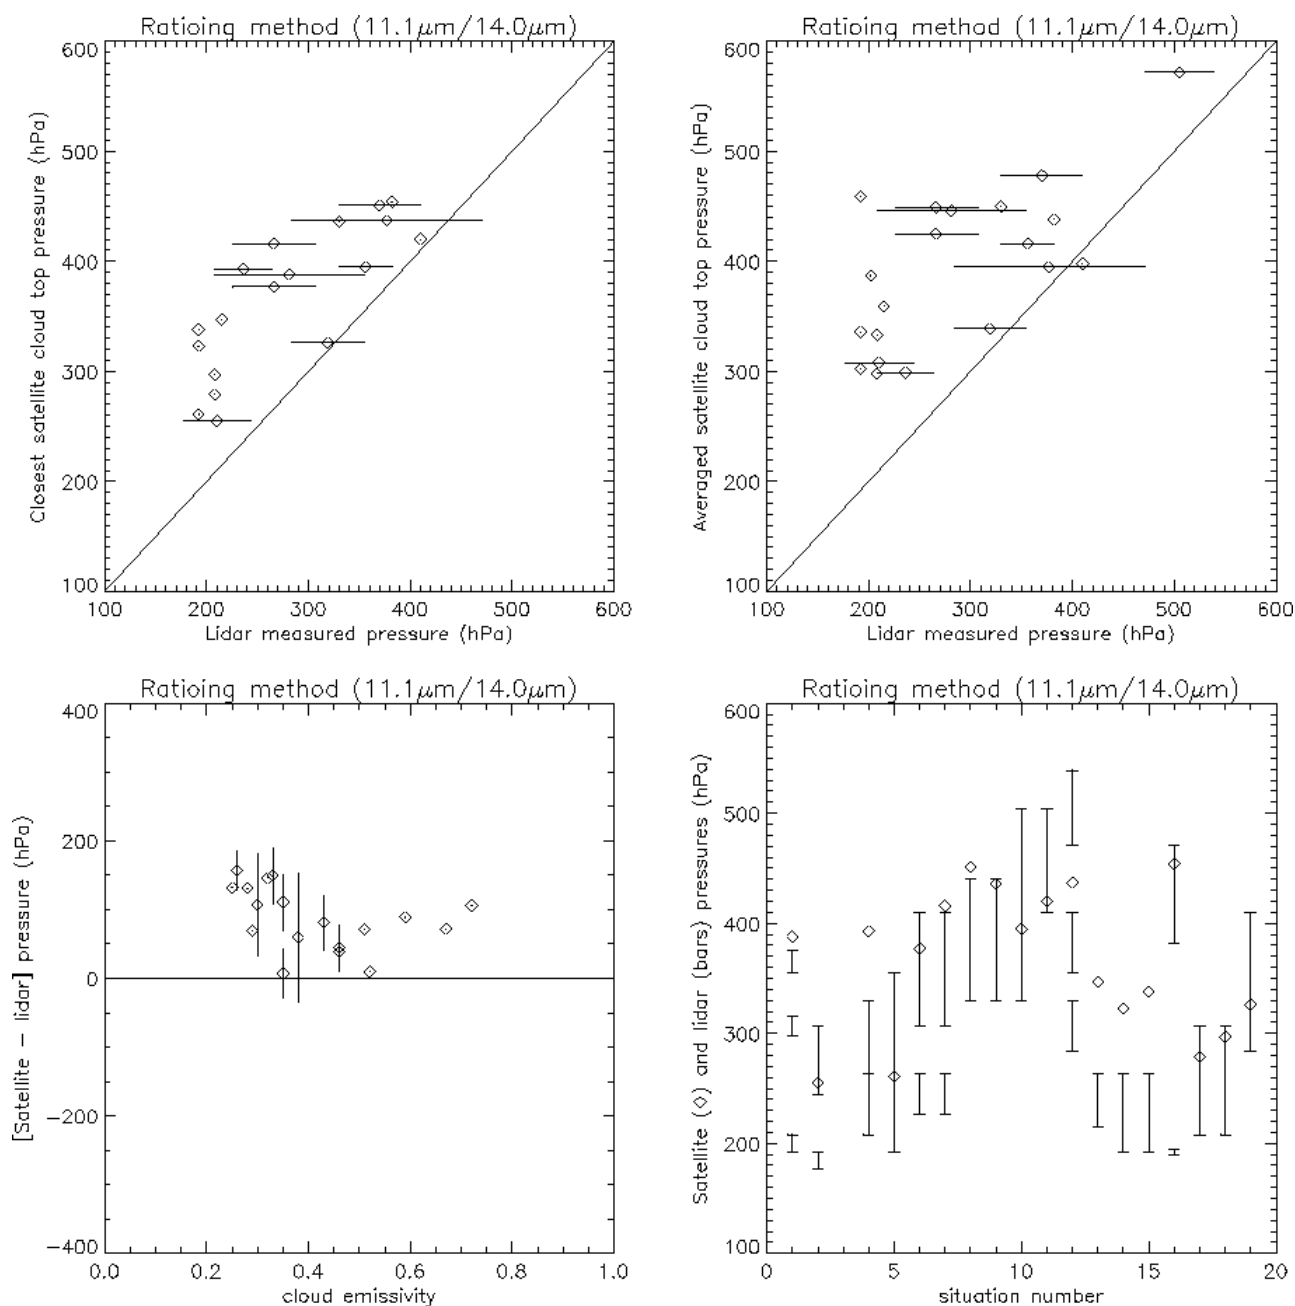 Ratioing method (11.1μm/14.0μm)
600
500
400
300
200
100
Closest satellite cloud top pressure (hPa)
100 200 300 400 500 600
Lidar measured pressure (hPa)
Ratioing method (11.1μm/14.0μm)
600
500
400
300
200
100
Averaged satellite cloud top pressure (hPa)
100 200 300 400 500 600
Lidar measured pressure (hPa)
Ratioing method (11.1μm/14.0μm)
400
200
0
−200
−400
[Satellite − lidar] pressure (hPa)
0.0 0.2 0.4 0.6 0.8 1.0
cloud emissivity
Ratioing method (11.1μm/14.0μm)
600
500
400
300
200
100
Satellite (◇) and lidar (bars) pressures (hPa)
0 5 10 15 20
situation number